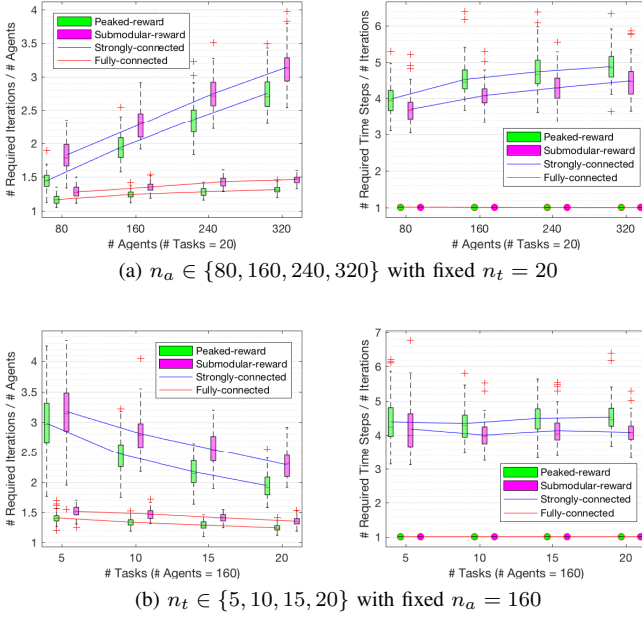 # Required Iterations / # Agents
4
3.5
3
2.5
2
1.5
1
Peaked-reward
Submodular-reward
Strongly-connected
Fully-connected
80
160
240
320
# Agents (# Tasks = 20)
# Required Time Steps / # Iterations
6
5
4
3
2
1
Peaked-reward
Submodular-reward
Strongly-connected
Fully-connected
80
160
240
320
# Agents (# Tasks = 20)
(a) nₐ ∈ {80, 160, 240, 320} with fixed nₜ = 20
# Required Iterations / # Agents
4
3.5
3
2.5
2
1.5
1
Peaked-reward
Submodular-reward
Strongly-connected
Fully-connected
5
10
15
20
# Tasks (# Agents = 160)
# Required Time Steps / # Iterations
7
6
5
4
3
2
1
Peaked-reward
Submodular-reward
Strongly-connected
Fully-connected
5
10
15
20
# Tasks (# Agents = 160)
(b) nₜ ∈ {5, 10, 15, 20} with fixed nₐ = 160